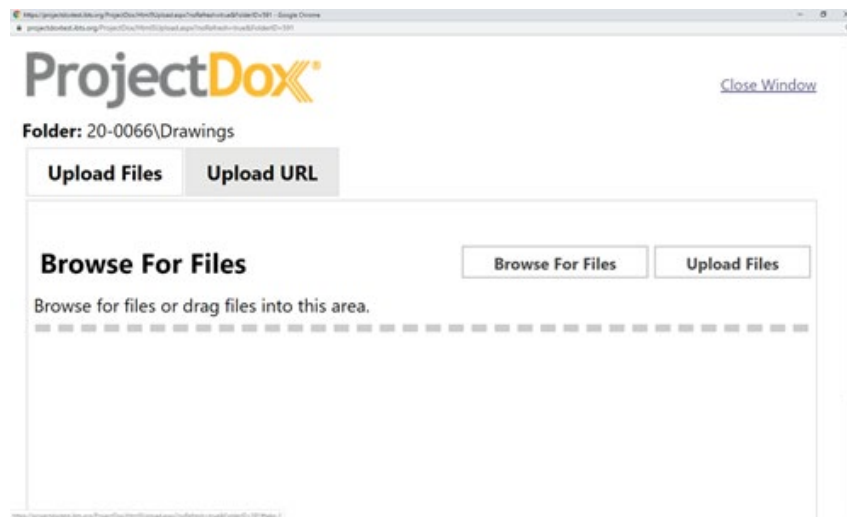 ProjectDox
Close Window
Folder: 20-0066\Drawings
Upload Files
Upload URL
Browse For Files
Browse For Files
Upload Files
Browse for files or drag files into this area.